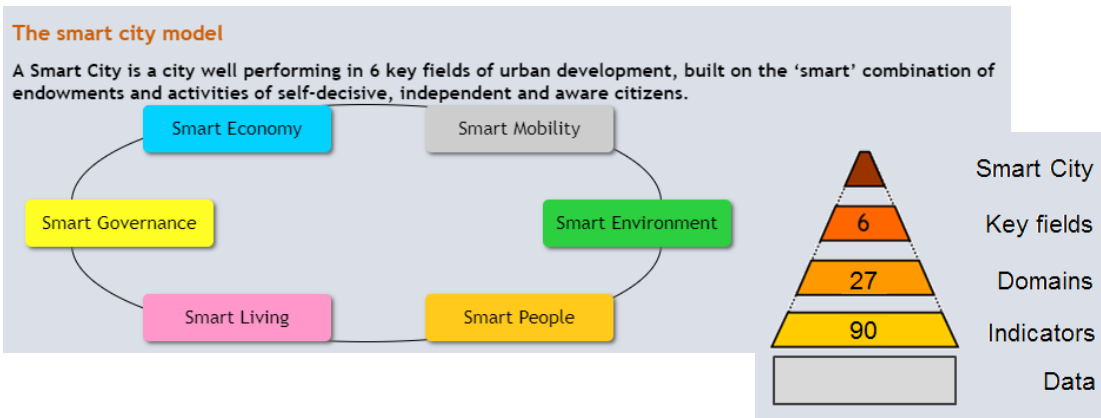 The smart city model
A Smart City is a city well performing in 6 key fields of urban development, built on the ‘smart’ combination of
endowments and activities of self-decisive, independent and aware citizens.
Smart Economy
Smart Mobility
Smart Governance
Smart Environment
Smart Living
Smart People
Smart City
6 Key fields
27 Domains
90 Indicators
Data